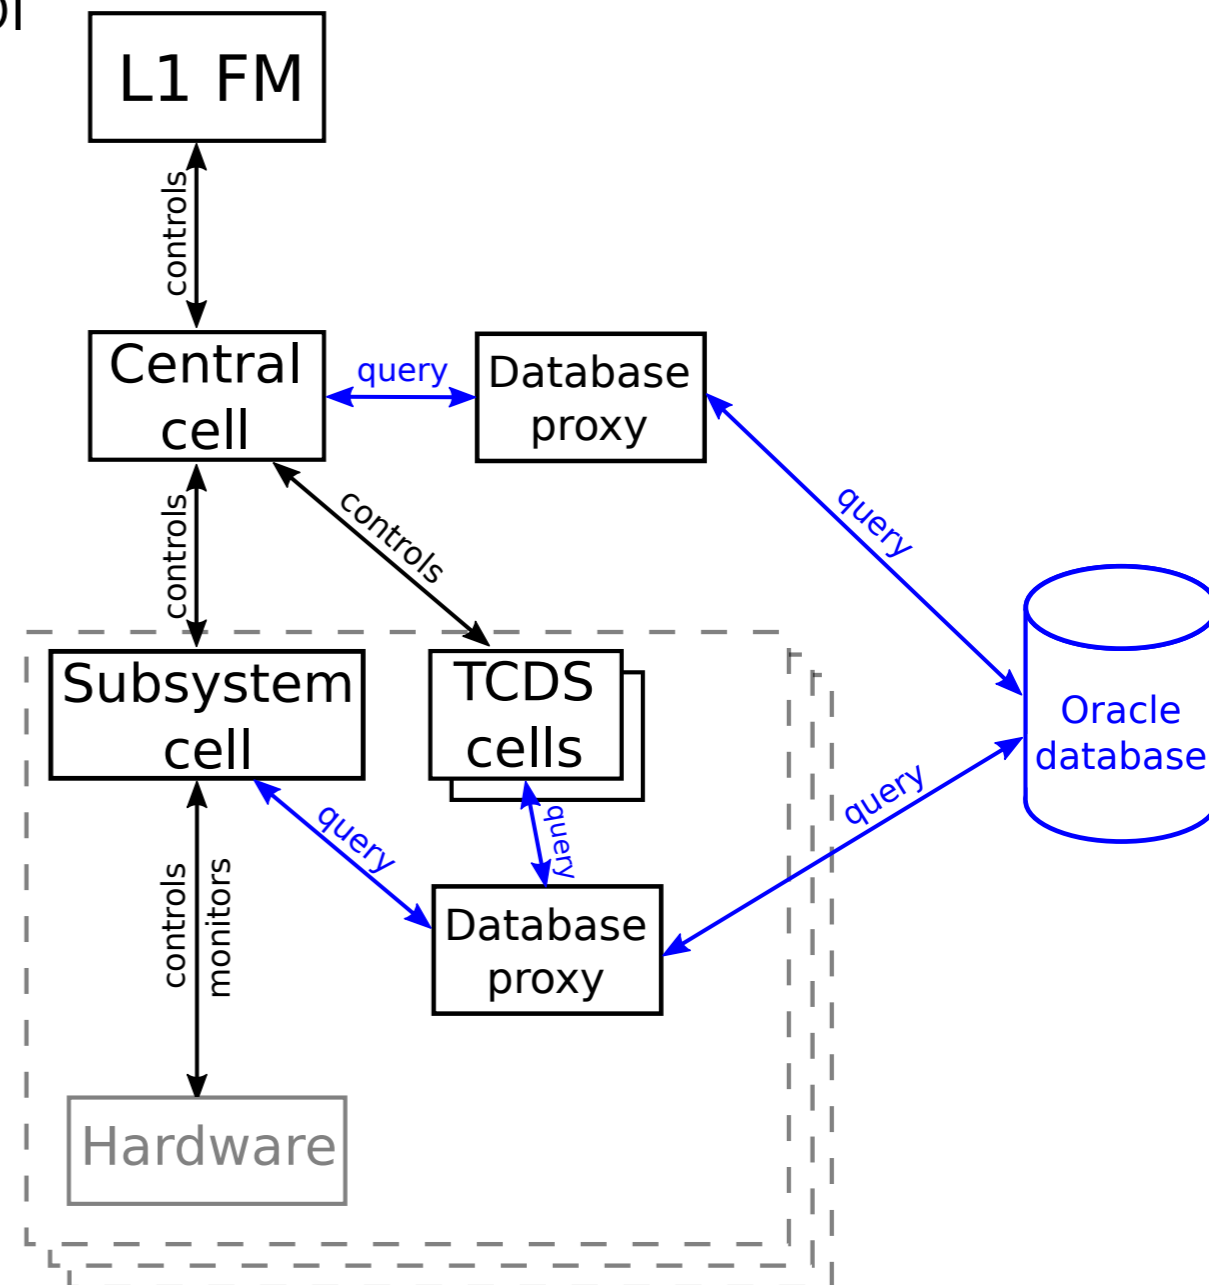 L1 FM
controls
Central
cell
query
Database
proxy
controls
controls
query
Subsystem
cell
TCDS
cells
Oracle
database
query
query
query
controls
monitors
Database
proxy
Hardware